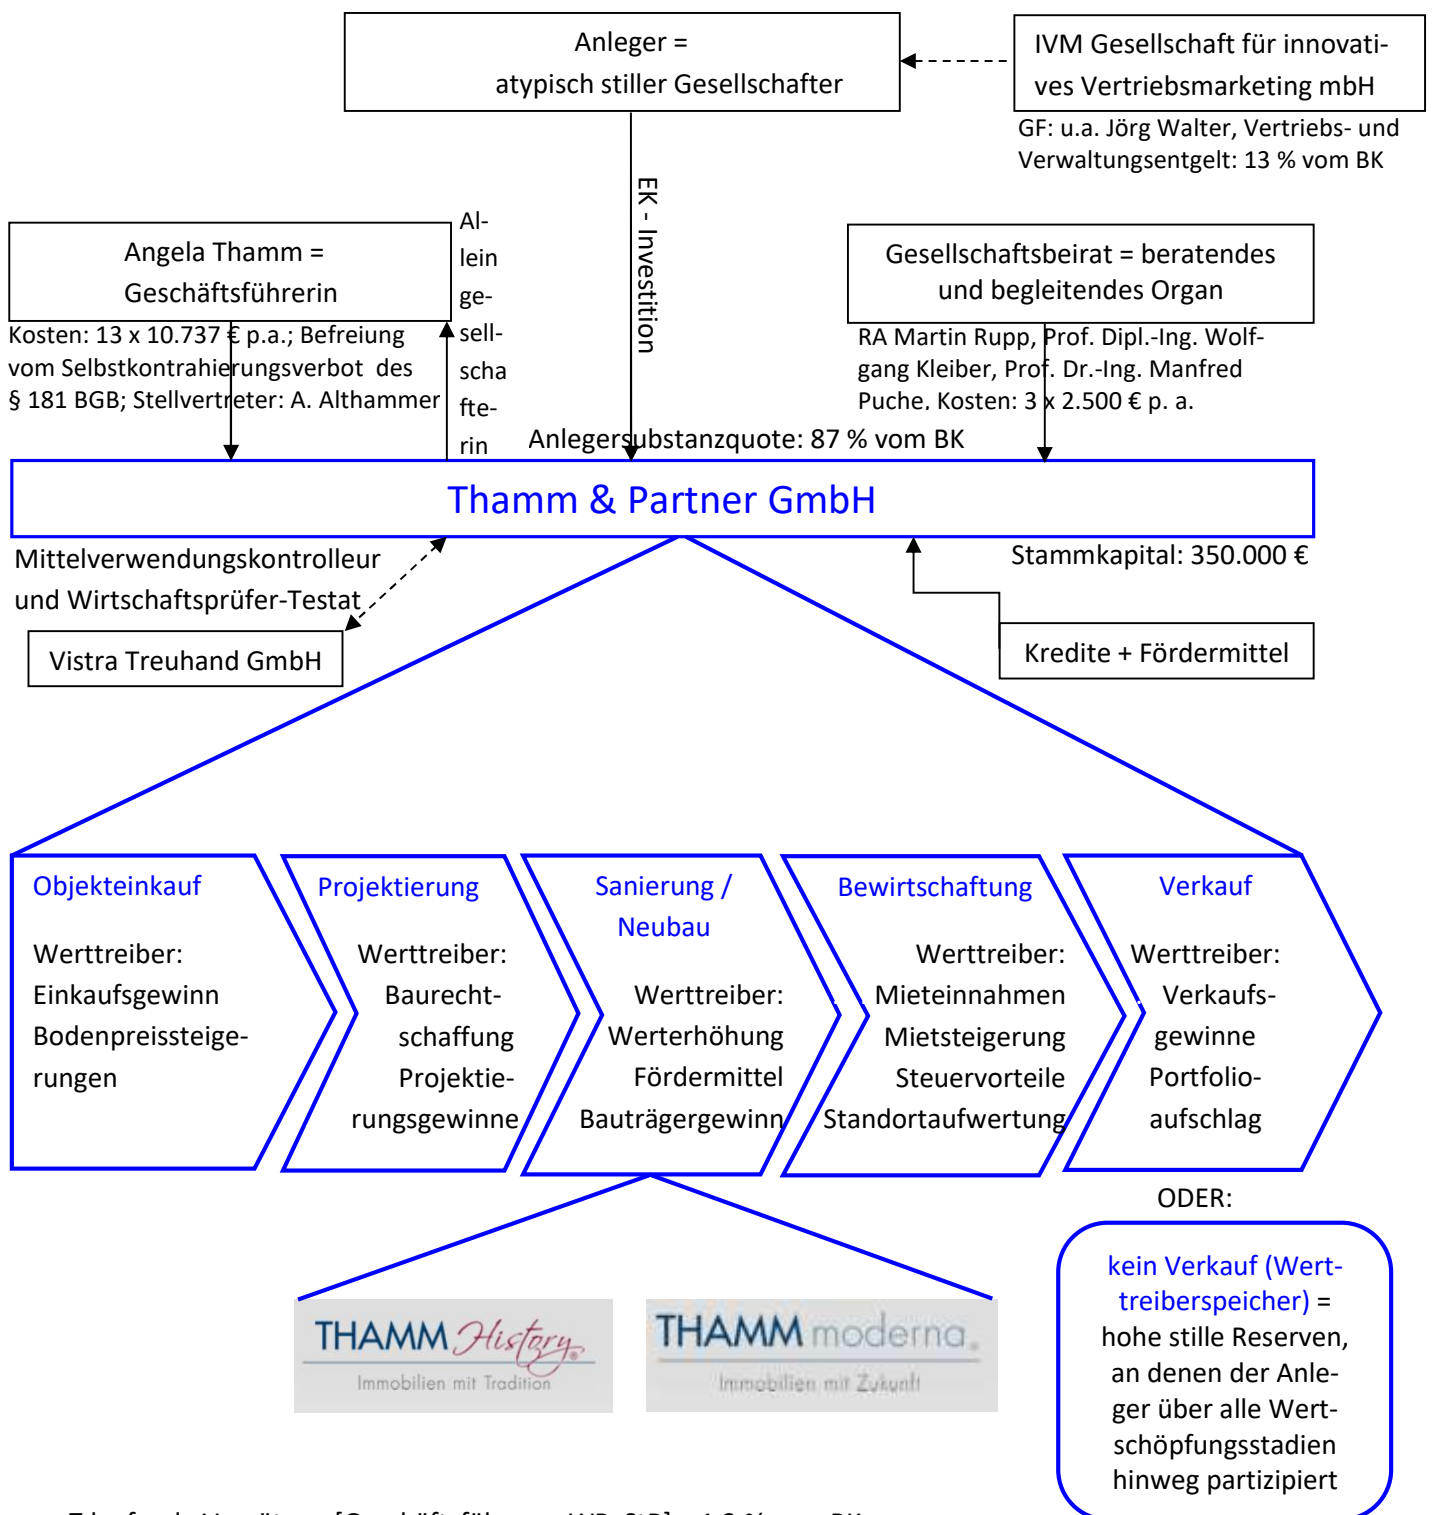 Anleger =
atypisch stiller Gesellschafter
IVM Gesellschaft für innovati-
ves Vertriebsmarketing mbH
GF: u.a. Jörg Walter, Vertriebs- und
Verwaltungsentgelt: 13 % vom BK
EK - Investition
Angela Thamm =
Geschäftsführerin
Kosten: 13 x 10.737 € p.a.; Befreiung
vom Selbstkontrahierungsverbot des
§ 181 BGB; Stellvertreter: A. Althammer
Al-
lein
ge-
sell-
scha
fte-
rin
Gesellschaftsbeirat = beratendes
und begleitendes Organ
RA Martin Rupp, Prof. Dipl.-Ing. Wolf-
gang Kleiber, Prof. Dr.-Ing. Manfred
Puche, Kosten: 3 x 2.500 € p. a.
Anlegersubstanzquote: 87 % vom BK
Thamm & Partner GmbH
Mittelverwendungskontrolleur
und Wirtschaftsprüfer-Testat
Vistra Treuhand GmbH
Stammkapital: 350.000 €
Kredite + Fördermittel
Objekteinkauf
Werttreiber:
Einkaufsgewinn
Bodenpreissteige-
rungen
Projektierung
Werttreiber:
Baurecht-
schaffung
Projektie-
rungsgewinne
Sanierung /
Neubau
Werttreiber:
Werterhöhung
Fördermittel
Bauträgergewinn
Bewirtschaftung
Werttreiber:
Mieteinnahmen
Mietsteigerung
Steuervorteile
Standortaufwertung
Verkauf
Werttreiber:
Verkaufs-
gewinne
Portfolio-
aufschlag
ODER:
kein Verkauf (Wert-
treiberspeicher) =
hohe stille Reserven,
an denen der Anle-
ger über alle Wert-
schöpfungsstadien
hinweg partizipiert
THAMM History®
Immobilien mit Tradition
THAMM moderna®
Immobilien mit Zukunft